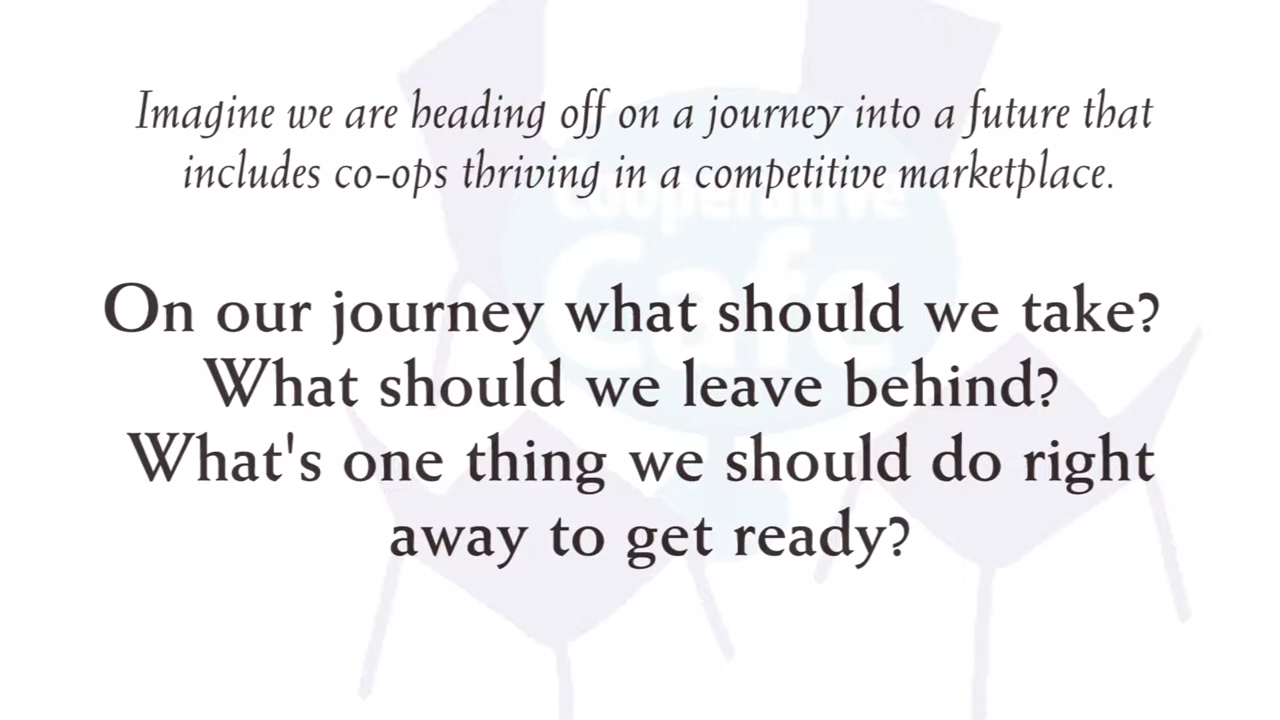 Imagine we are heading off on a journey into a future that
includes co-ops thriving in a competitive marketplace.
Cooperative
Cafe
On our journey what should we take?
What should we leave behind?
What's one thing we should do right
away to get ready?